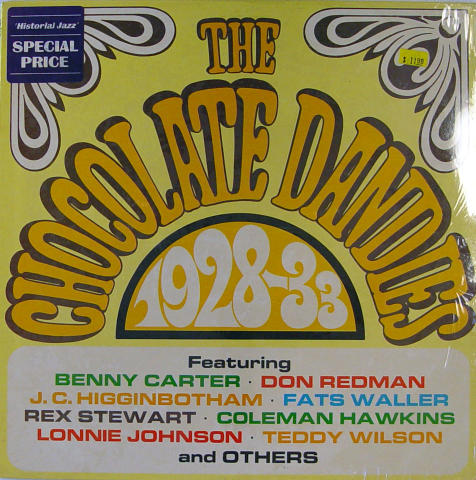 'Historial Jazz'
SPECIAL
PRICE
$11.99
THE
CHOCOLATE DANDIES
1928-33
Featuring
BENNY CARTER · DON REDMAN
J.C. HIGGINBOTHAM · FATS WALLER
REX STEWART · COLEMAN HAWKINS
LONNIE JOHNSON · TEDDY WILSON
and OTHERS